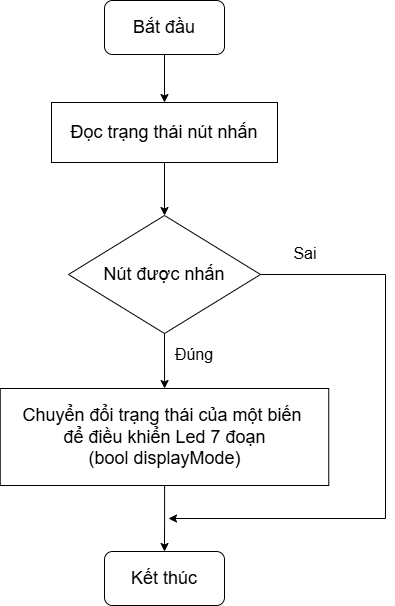 Bắt đầu
Đọc trạng thái nút nhấn
Nút được nhấn
Sai
Đúng
Chuyển đổi trạng thái của một biến
để điều khiển Led 7 đoạn
(bool displayMode)
Kết thúc